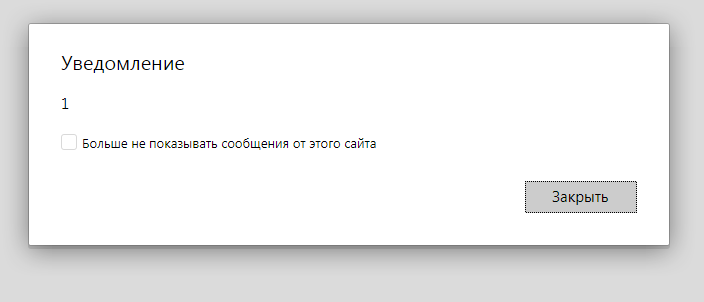 Уведомление
1
Больше не показывать сообщения от этого сайта
Закрыть